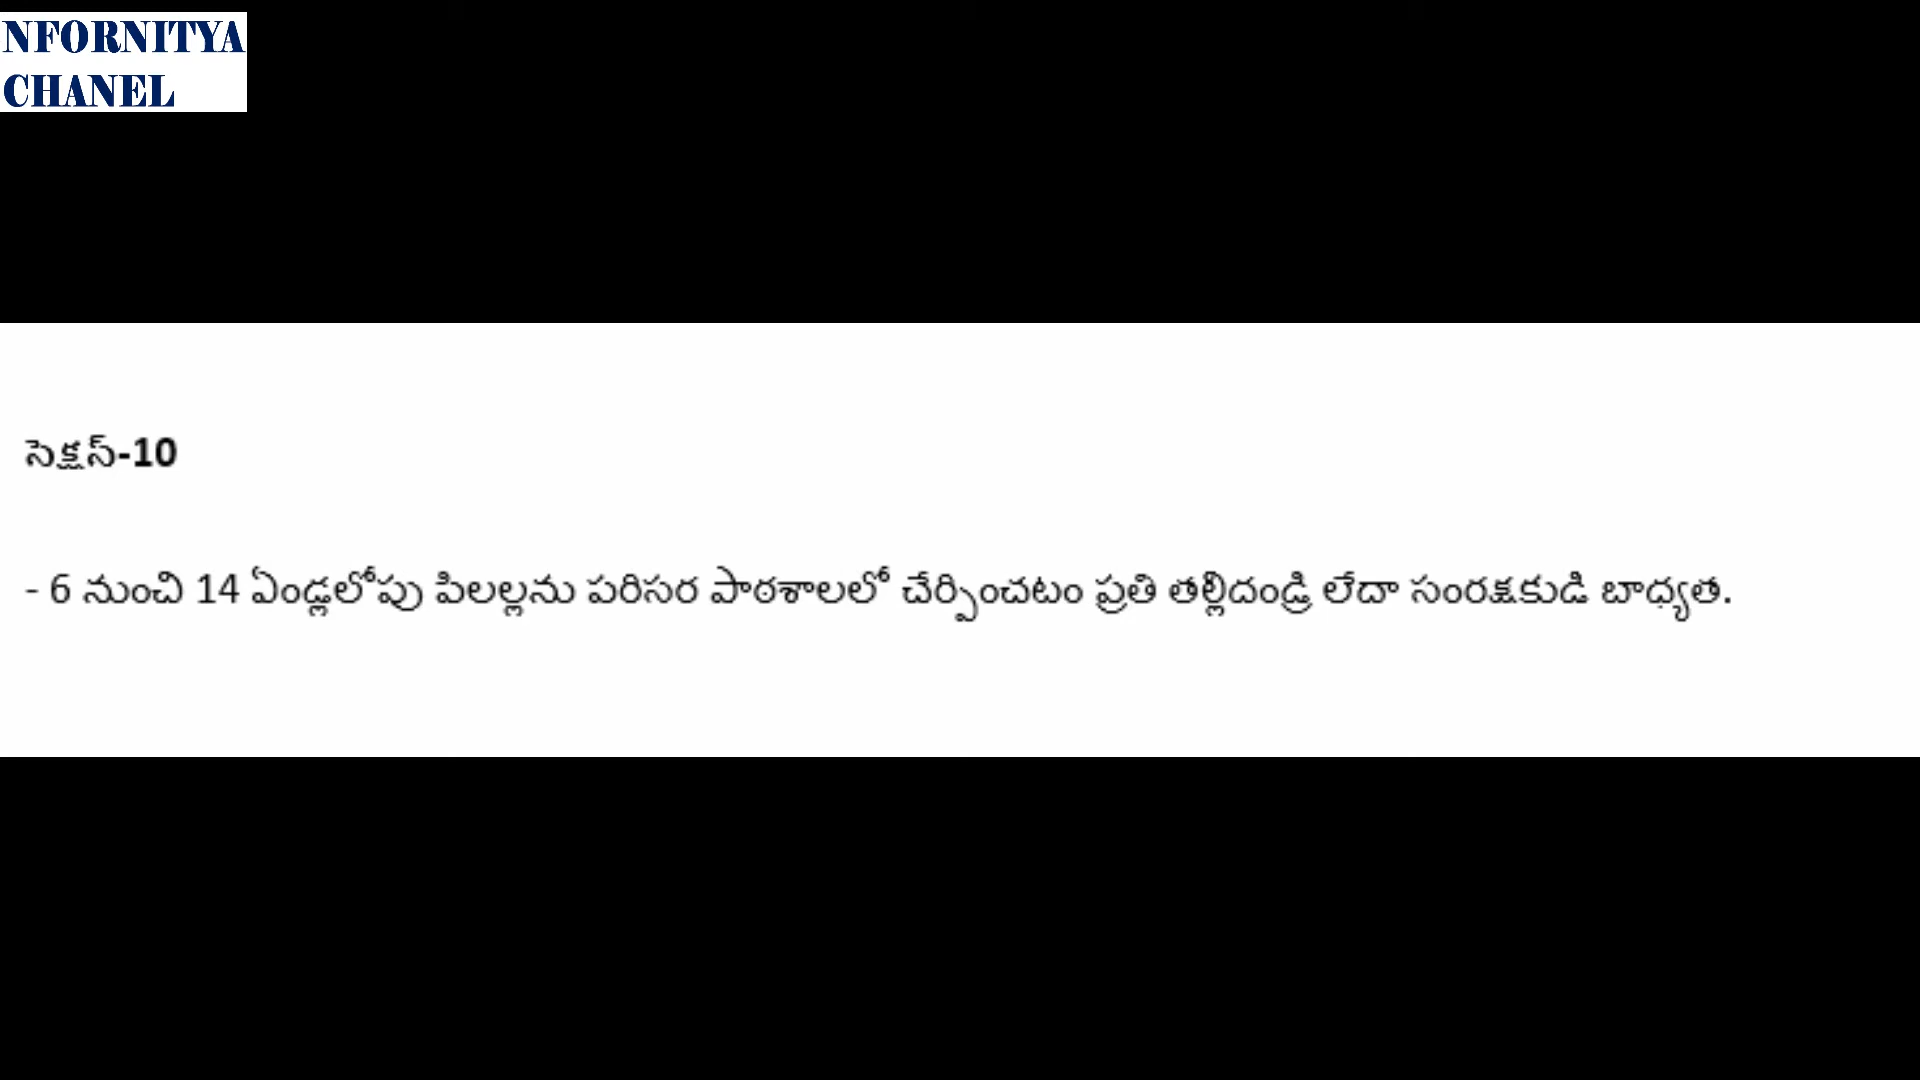 NFORNITYA
CHANEL
సెక్షన్-10
- 6 నుంచి 14 ఏండ్లలోపు పిలల్లను పరిసర పాఠశాలలో చేర్పించటం ప్రతి తల్లిదండ్రి లేదా సంరక్షకుడి బాధ్యత.